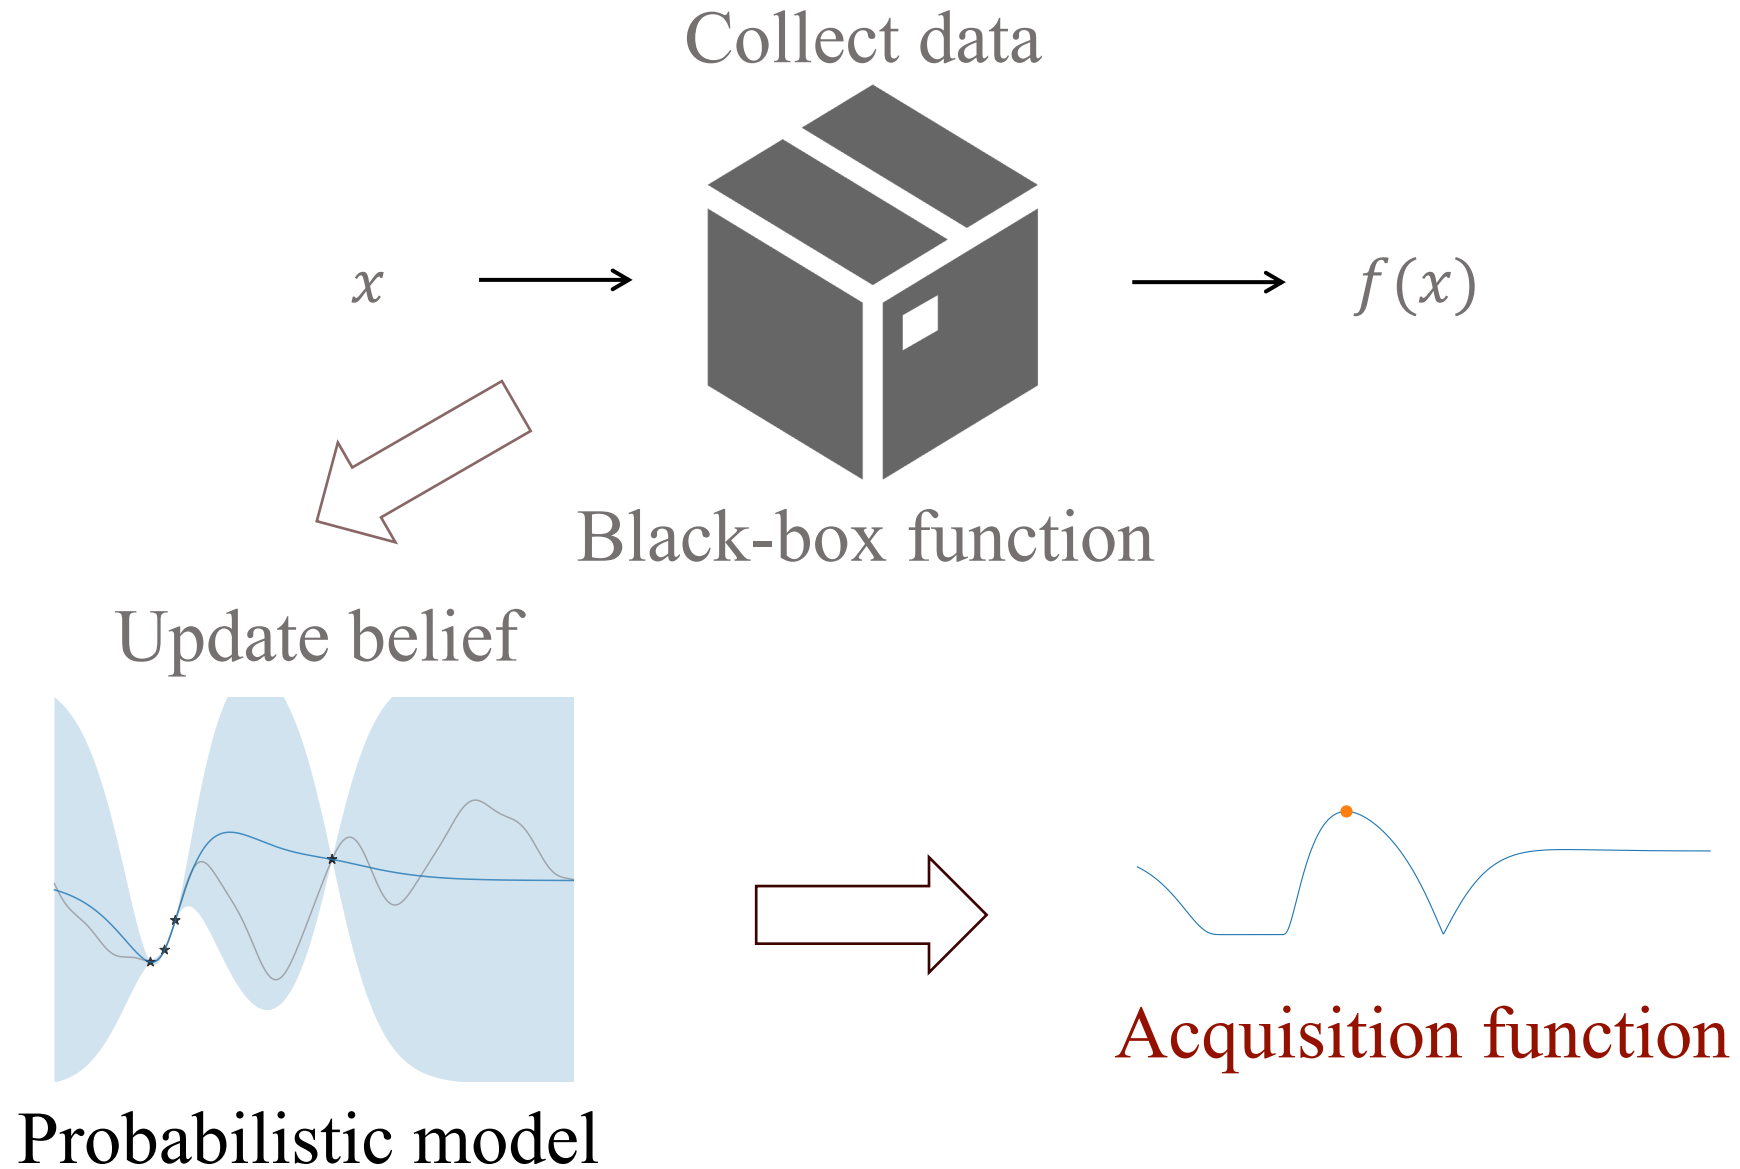 Collect data
x
f(x)
Black-box function
Update belief
Acquisition function
Probabilistic model